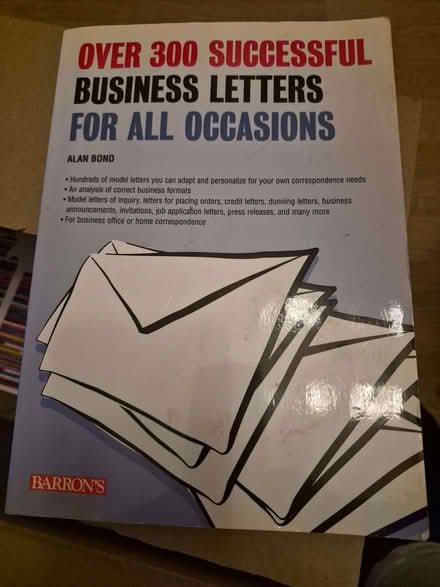 OVER 300 SUCCESSFUL
BUSINESS LETTERS
FOR ALL OCCASIONS
ALAN BOND
• Hundreds of model letters you can adapt and personalize for your own correspondence needs
• An analysis of correct business formats
• Model letters of inquiry, letters for placing orders, credit letters, dunning letters, business
announcements, invitations, job application letters, press releases, and many more
• For business office or home correspondence
BARRON'S